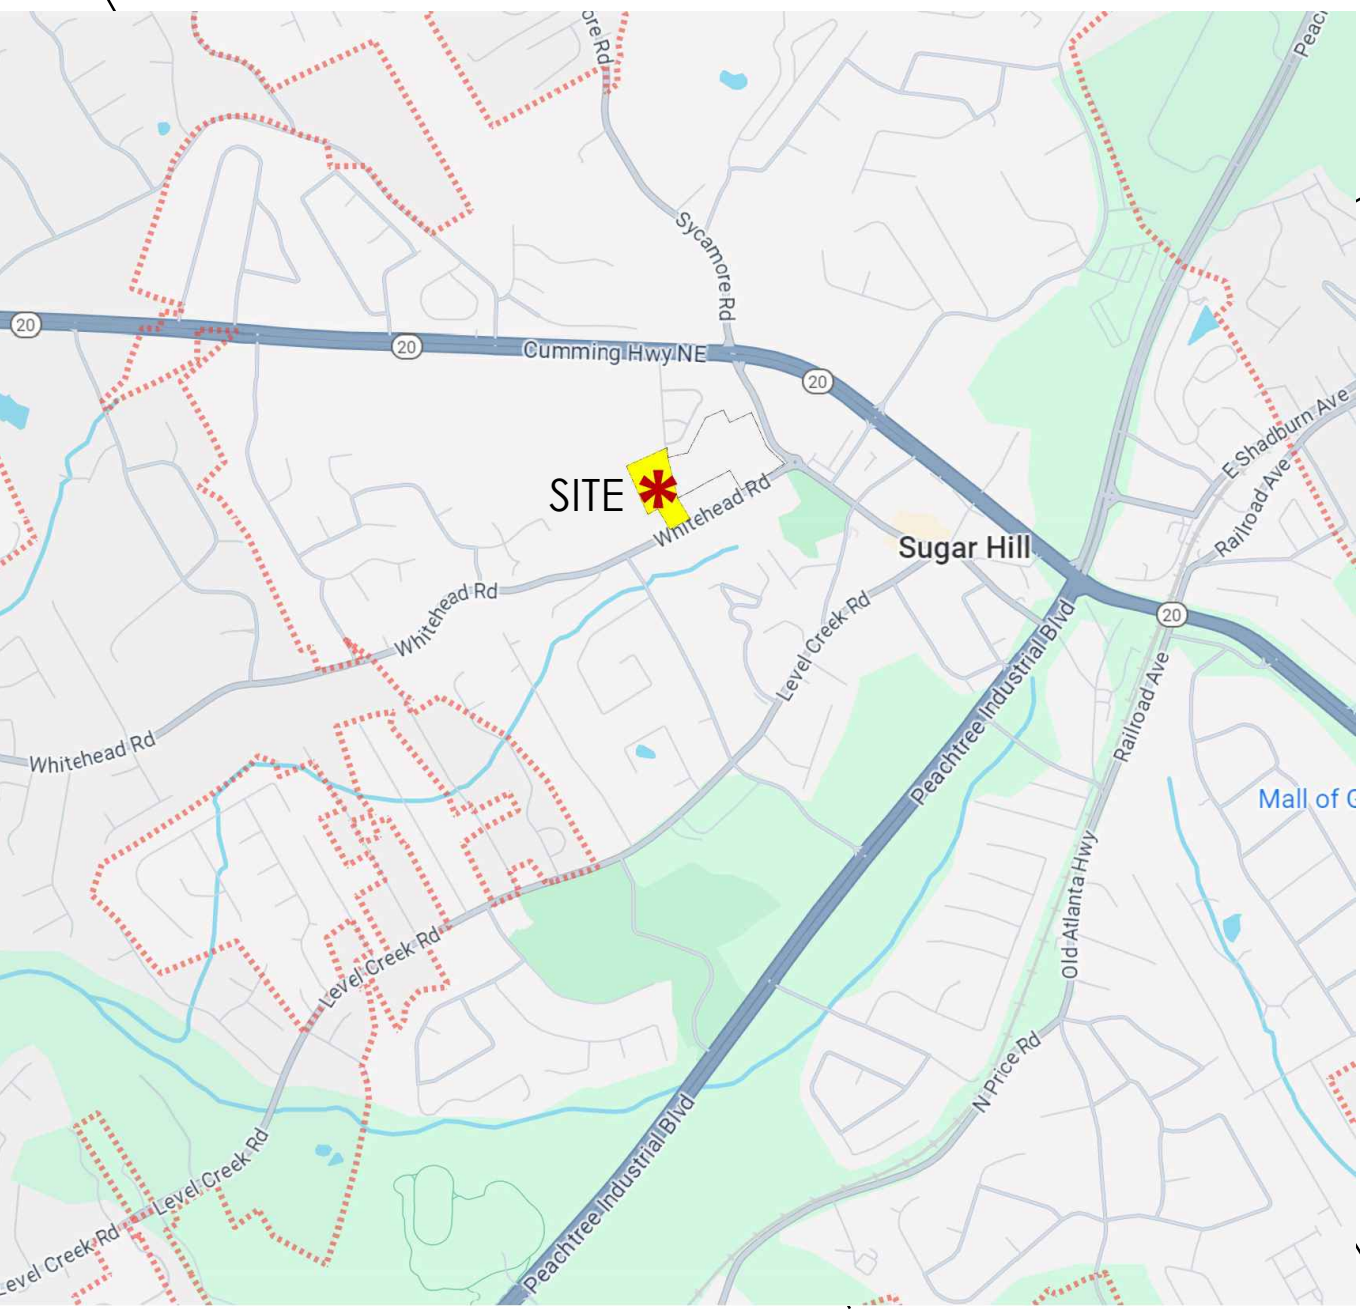 ore Rd
Peac
Sycamore Rd
20
20
Cumming Hwy NE
20
E Shadburn Ave
Railroad Ave
SITE
Whitehead Rd
Sugar Hill
Whitehead Rd
Level Creek Rd
20
Peachtree Industrial Blvd
Railroad Ave
Whitehead Rd
Mall of G
Old Atlanta Hwy
Level Creek Rd
N Price Rd
Peachtree Industrial Blvd
Level Creek Rd
Level Creek Rd